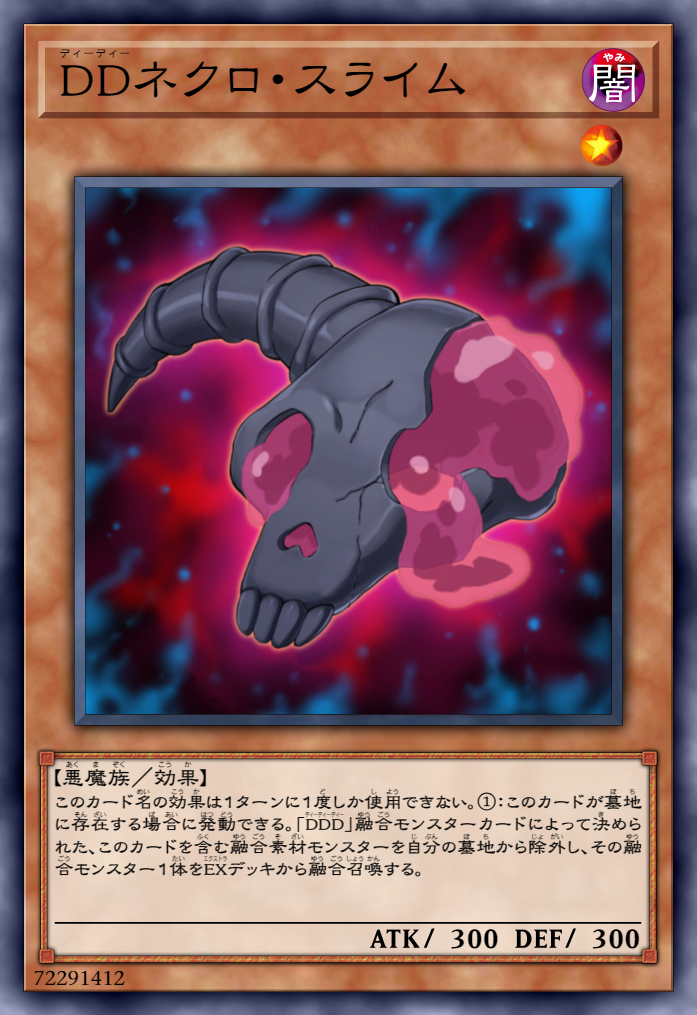 DDネクロ・スライム
闇
【悪魔族／効果】
このカード名の効果は1ターンに1度しか使用できない。①：このカードが墓地
に存在する場合に発動できる。「DDD」融合モンスターカードによって決めら
れた、このカードを含む融合素材モンスターを自分の墓地から除外し、その融
合モンスター1体をEXデッキから融合召喚する。
ATK/ 300 DEF/ 300
72291412